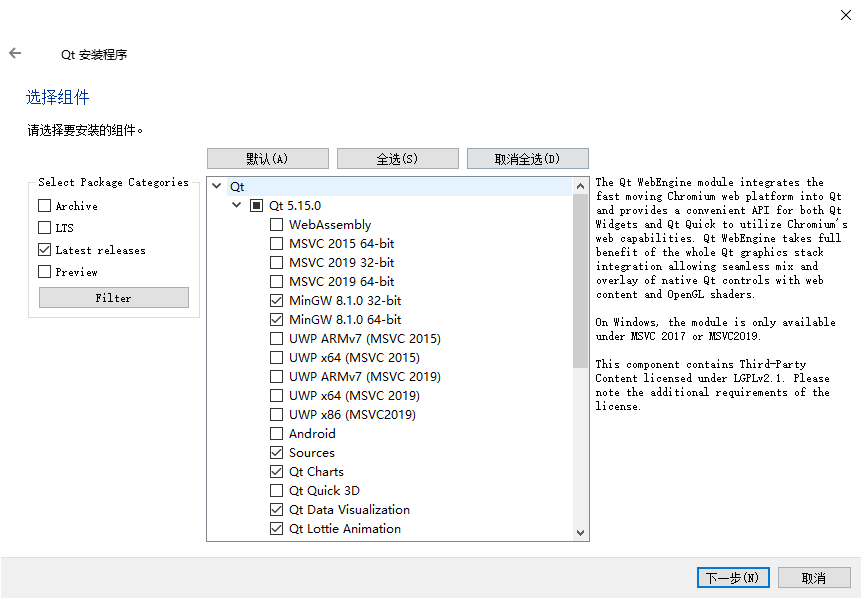 Qt 安装程序
选择组件
请选择要安装的组件。
默认(A)
全选(S)
取消全选(D)
Select Package Categories
Archive
LTS
Latest releases
Preview
Filter
Qt
Qt 5.15.0
WebAssembly
MSVC 2015 64-bit
MSVC 2019 32-bit
MSVC 2019 64-bit
MinGW 8.1.0 32-bit
MinGW 8.1.0 64-bit
UWP ARMv7 (MSVC 2015)
UWP x64 (MSVC 2015)
UWP ARMv7 (MSVC 2019)
UWP x64 (MSVC 2019)
UWP x86 (MSVC2019)
Android
Sources
Qt Charts
Qt Quick 3D
Qt Data Visualization
Qt Lottie Animation
The Qt WebEngine module integrates the
fast moving Chromium web platform into Qt
and provides a convenient API for both Qt
Widgets and Qt Quick to utilize Chromium's
web capabilities. Qt WebEngine takes full
benefit of the whole Qt graphics stack
integration allowing seamless mix and
overlay of native Qt controls with web
content and OpenGL shaders.
On Windows, the module is only available
under MSVC 2017 or MSVC2019.
This component contains Third-Party
Content licensed under LGPLv2.1. Please
note the additional requirements of the
license.
下一步(N)
取消